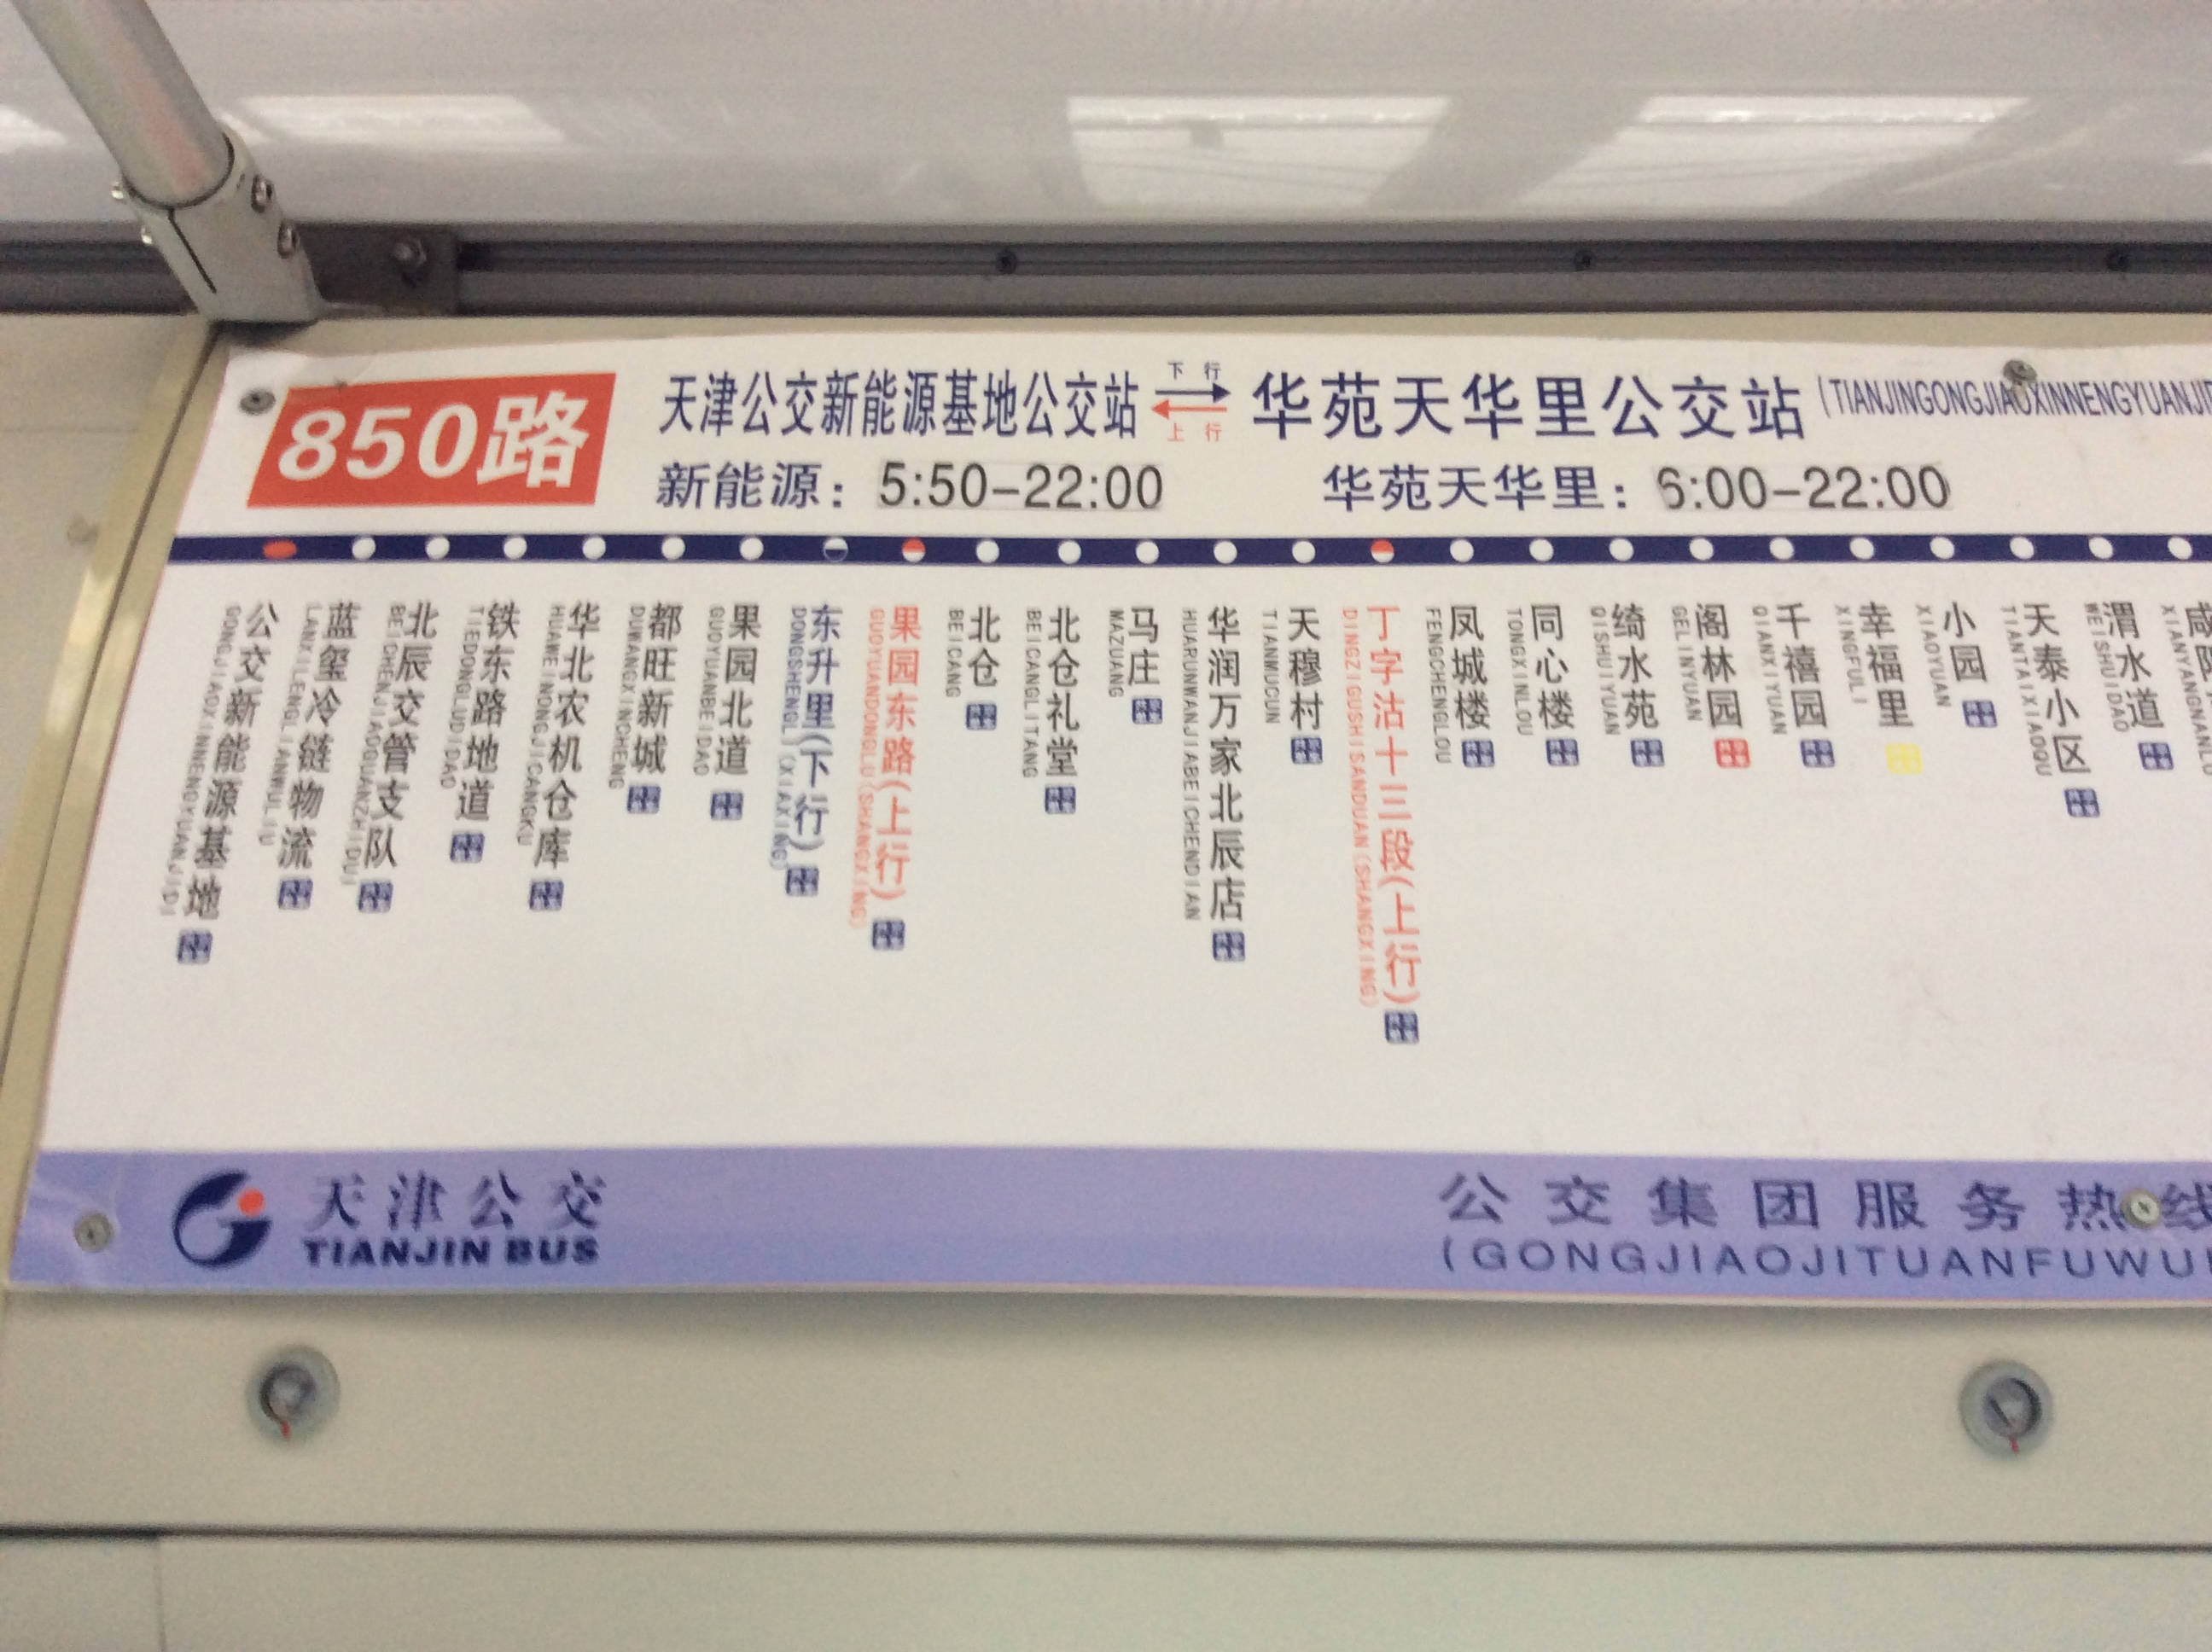 850路
天津公交新能源基地公交站
下行
上行
华苑天华里公交站
(TIANJINGONGJIAOXINNENGYUANJI
新能源: 5:50-22:00
华苑天华里: 6:00-22:00
公交新能源基地
GONGJIAOXINNENGYUANJIDI
蓝玺冷链物流
LANXILENGLIANWULIU
北辰交管支队
BEICHENJIAOGUANZHIDUI
铁东路地道
TIEDONGLUDIDAO
华北农机仓库
HUAWEINONGJICANGKU
都旺新城
DUWANGXINCHENG
果园北道
GUOYUANBEIDAO
东升里(下行)
DONGSHENGLI(XIAXING)
果园东路(上行)
GUOYUANDONGLU(SHANGXING)
北仓
BEICANG
北仓礼堂
BEICANGLITANG
马庄
MAZUANG
华润万家北辰店
HUARUNWANJIABEICHENDIAN
天穆村
TIANMUCUN
丁字沽十三段(上行)
DINGZIGUSHISANDUAN(SHANGXING)
凤城楼
FENGCHENGLOU
同心楼
TONGXINLOU
绮水苑
QISHUIYUAN
阁林园
GELINYUAN
千禧园
QIANXIYUAN
幸福里
XINGFULI
小园
XIAOYUAN
天泰小区
TIANTAIXIAOQU
渭水道
WEISHUIDAO
咸阳
XIANYANGNANLU
天津公交
TIANJIN BUS
公交集团服务热线
(GONGJIAOJITUANFUWU